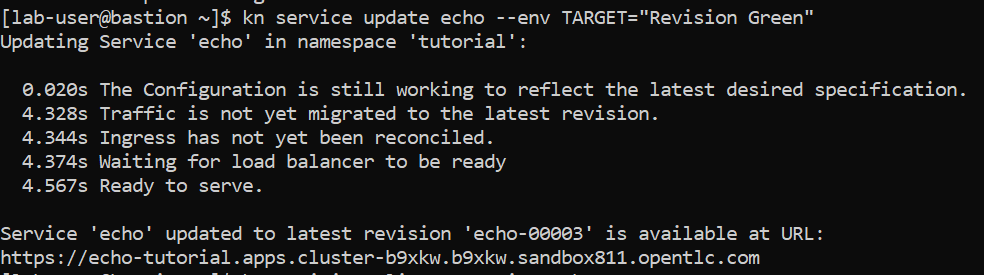 [lab-user@bastion ~]$ kn service update echo --env TARGET="Revision Green"
Updating Service 'echo' in namespace 'tutorial':
0.020s The Configuration is still working to reflect the latest desired specification.
4.328s Traffic is not yet migrated to the latest revision.
4.344s Ingress has not yet been reconciled.
4.374s Waiting for load balancer to be ready
4.567s Ready to serve.
Service 'echo' updated to latest revision 'echo-00003' is available at URL:
https://echo-tutorial.apps.cluster-b9xkw.b9xkw.sandbox811.opentlc.com